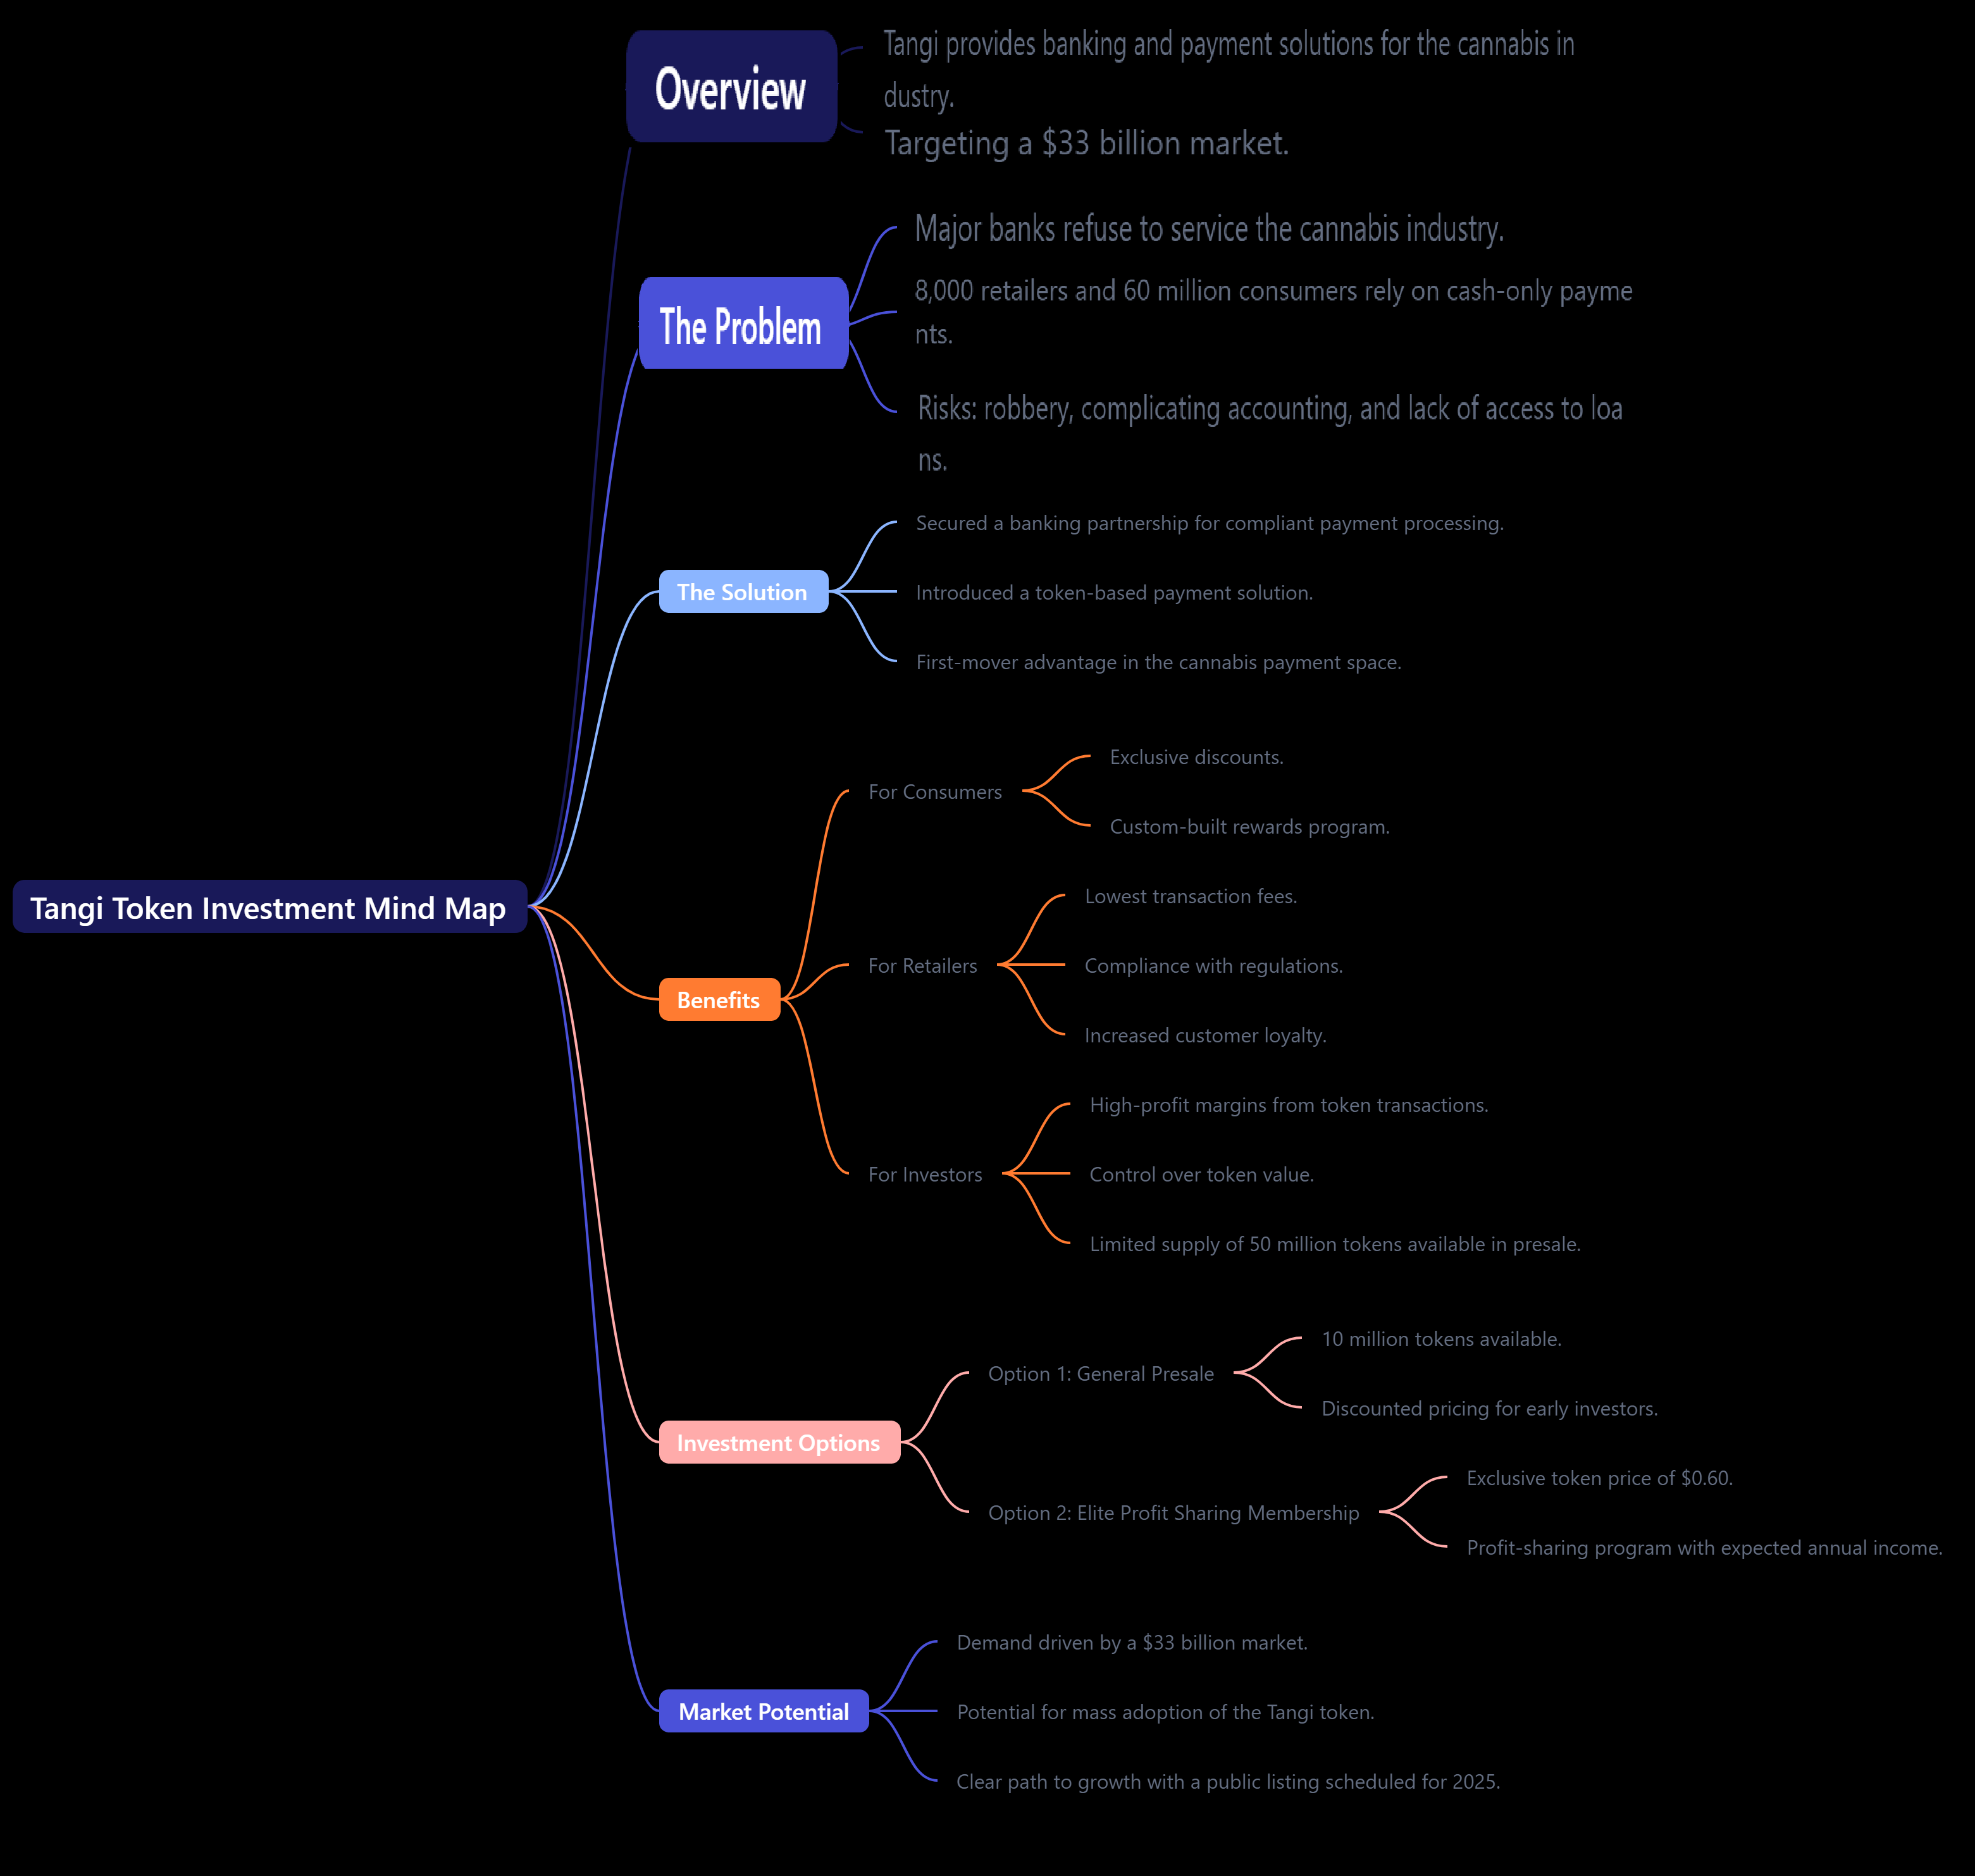 Overview
Tangi provides banking and payment solutions for the cannabis in
dustry.
Targeting a $33 billion market.
The Problem
Major banks refuse to service the cannabis industry.
8,000 retailers and 60 million consumers rely on cash-only payme
nts.
Risks: robbery, complicating accounting, and lack of access to loa
ns.
The Solution
Secured a banking partnership for compliant payment processing.
Introduced a token-based payment solution.
First-mover advantage in the cannabis payment space.
Tangi Token Investment Mind Map
Benefits
For Consumers
Exclusive discounts.
Custom-built rewards program.
For Retailers
Lowest transaction fees.
Compliance with regulations.
Increased customer loyalty.
For Investors
High-profit margins from token transactions.
Control over token value.
Limited supply of 50 million tokens available in presale.
Investment Options
Option 1: General Presale
10 million tokens available.
Discounted pricing for early investors.
Option 2: Elite Profit Sharing Membership
Exclusive token price of $0.60.
Profit-sharing program with expected annual income.
Market Potential
Demand driven by a $33 billion market.
Potential for mass adoption of the Tangi token.
Clear path to growth with a public listing scheduled for 2025.